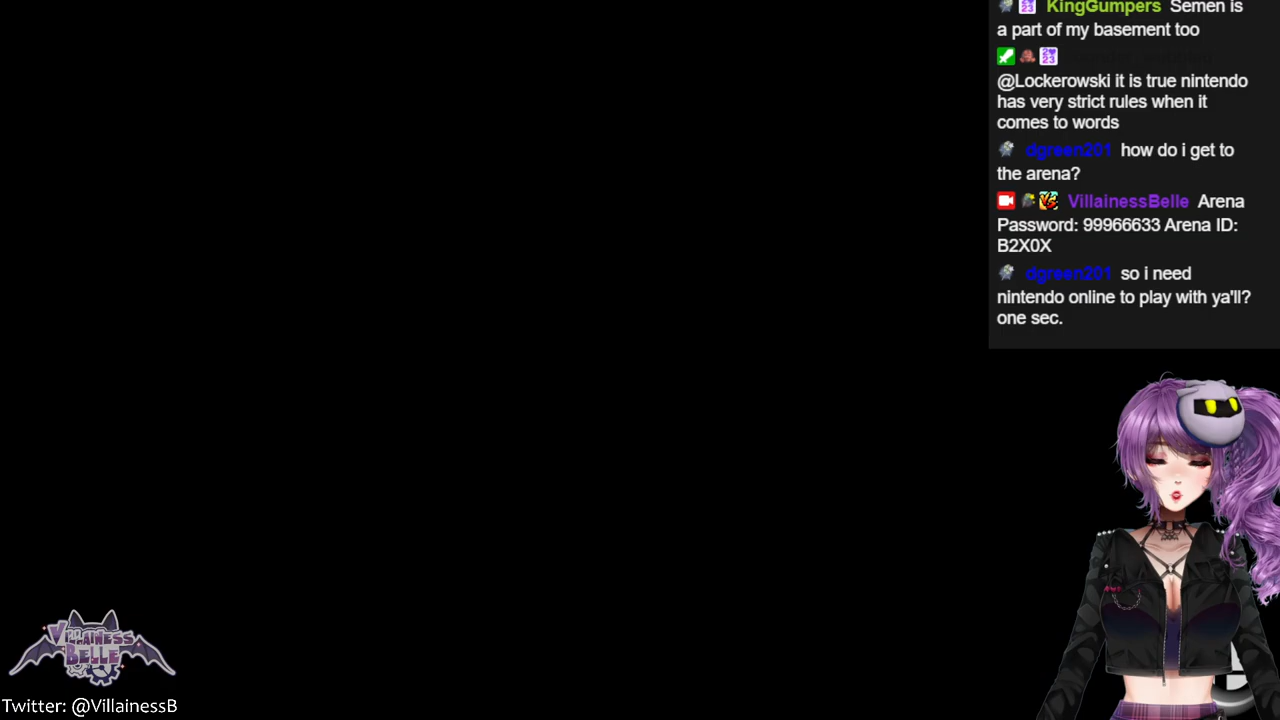 KingGumpers Semen is
a part of my basement too
@Lockerowski it is true nintendo
has very strict rules when it
comes to words
dgreen201 how do i get to
the arena?
VillainessBelle Arena
Password: 99966633 Arena ID:
B2X0X
dgreen201 so i need
nintendo online to play with ya'll?
one sec.
VILLAINESS
BELLE
Twitter: @VillainessB